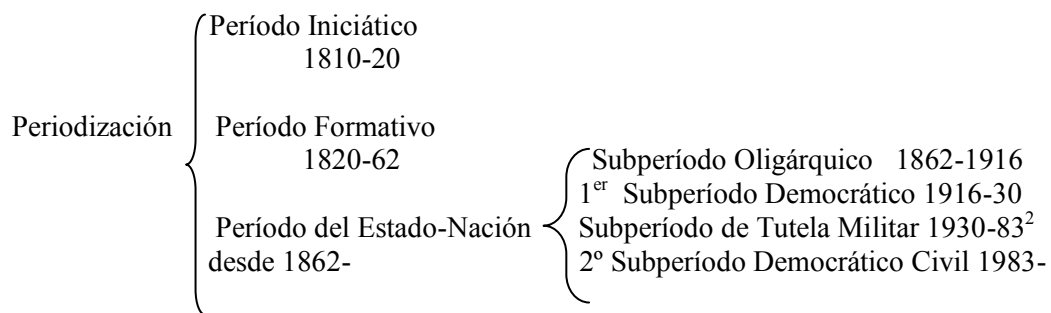 Período Iniciático
1810-20
Periodización
Período Formativo
1820-62
Período del Estado-Nación
desde 1862-
Subperíodo Oligárquico 1862-1916
1er Subperíodo Democrático 1916-30
Subperíodo de Tutela Militar 1930-832
2º Subperíodo Democrático Civil 1983-